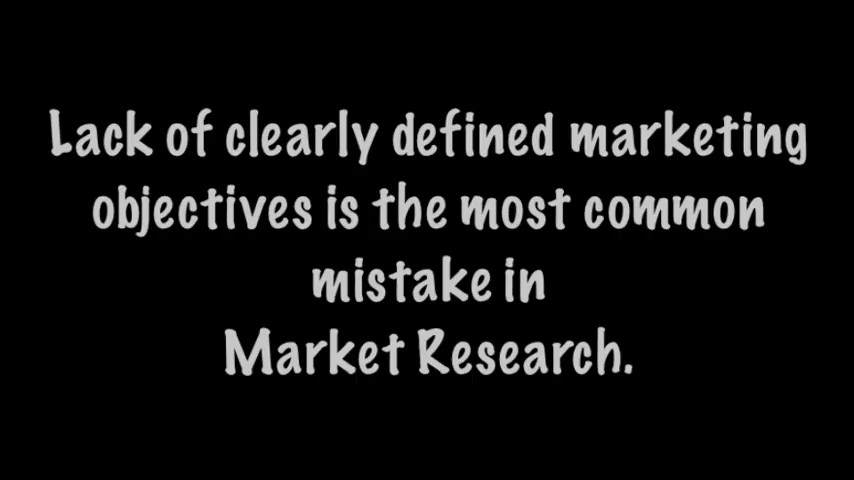 Lack of clearly defined marketing
objectives is the most common
mistake in
Market Research.